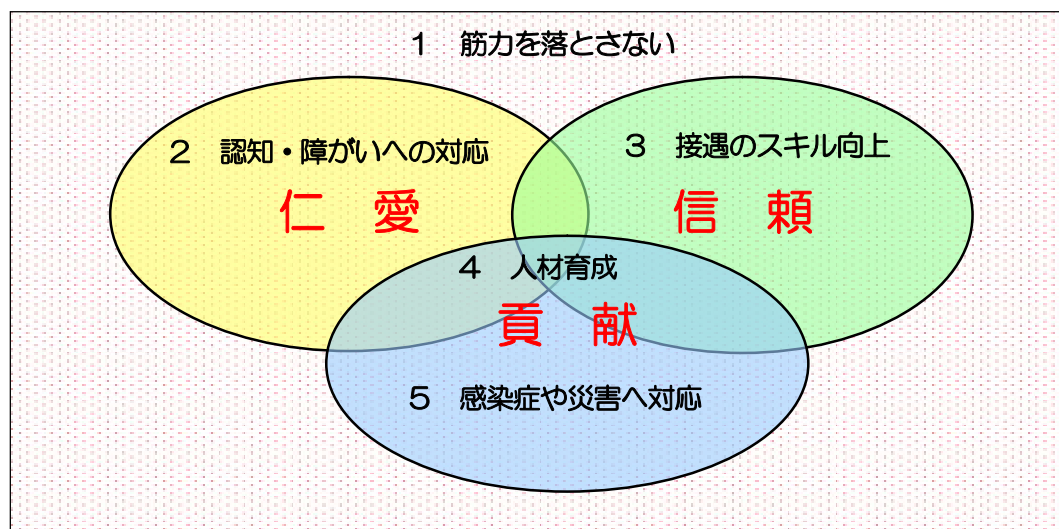 1 筋力を落とさない
2 認知・障がいへの対応
3 接遇のスキル向上
仁 愛
信 頼
4 人材育成
貢 献
5 感染症や災害へ対応